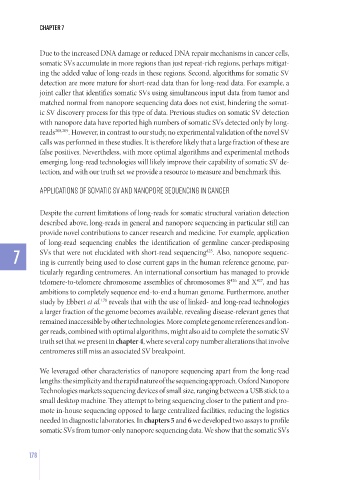 CHAPTER 7
Due to the increased DNA damage or reduced DNA repair mechanisms in cancer cells,
somatic SVs accumulate in more regions than just repeat-rich regions, perhaps mitigat-
ing the added value of long-reads in these regions. Second, algorithms for somatic SV
detection are more mature for short-read data than for long-read data. For example, a
joint caller that identifies somatic SVs using simultaneous input data from tumor and
matched normal from nanopore sequencing data does not exist, hindering the somat-
ic SV discovery process for this type of data. Previous studies on somatic SV detection
with nanopore data have reported high numbers of somatic SVs detected only by long-
reads. However, in contrast to our study, no experimental validation of the novel SV
calls was performed in these studies. It is therefore likely that a large fraction of these are
false positives. Nevertheless, with more optimal algorithms and experimental methods
emerging, long-read technologies will likely improve their capability of somatic SV de-
tection, and with our truth set we provide a resource to measure and benchmark this.
APPLICATIONS OF SOMATIC SV AND NANOPORE SEQUENCING IN CANCER
Despite the current limitations of long-reads for somatic structural variation detection
described above, long-reads in general and nanopore sequencing in particular still can
provide novel contributions to cancer research and medicine. For example, application
of long-read sequencing enables the identification of germline cancer-predisposing
SVs that were not elucidated with short-read sequencing. Also, nanopore sequenc-
ing is currently being used to close current gaps in the human reference genome, par-
ticularly regarding centromeres. An international consortium has managed to provide
telomere-to-telomere chromosome assemblies of chromosomes 8 and X, and has
ambitions to completely sequence end-to-end a human genome. Furthermore, another
study by Ebbert et al. reveals that with the use of linked- and long-read technologies
a larger fraction of the genome becomes available, revealing disease-relevant genes that
remained inaccessible by other technologies. More complete genome references and lon-
ger reads, combined with optimal algorithms, might also aid to complete the somatic SV
truth set that we present in chapter 4, where several copy number alterations that involve
centromeres still miss an associated SV breakpoint.
7
We leveraged other characteristics of nanopore sequencing apart from the long-read
lengths: the simplicity and the rapid nature of the sequencing approach. Oxford Nanopore
Technologies markets sequencing devices of small size, ranging between a USB stick to a
small desktop machine. They attempt to bring sequencing closer to the patient and pro-
mote in-house sequencing opposed to large centralized facilities, reducing the logistics
needed in diagnostic laboratories. In chapters 5 and 6 we developed two assays to profile
somatic SVs from tumor-only nanopore sequencing data. We show that the somatic SVs
178